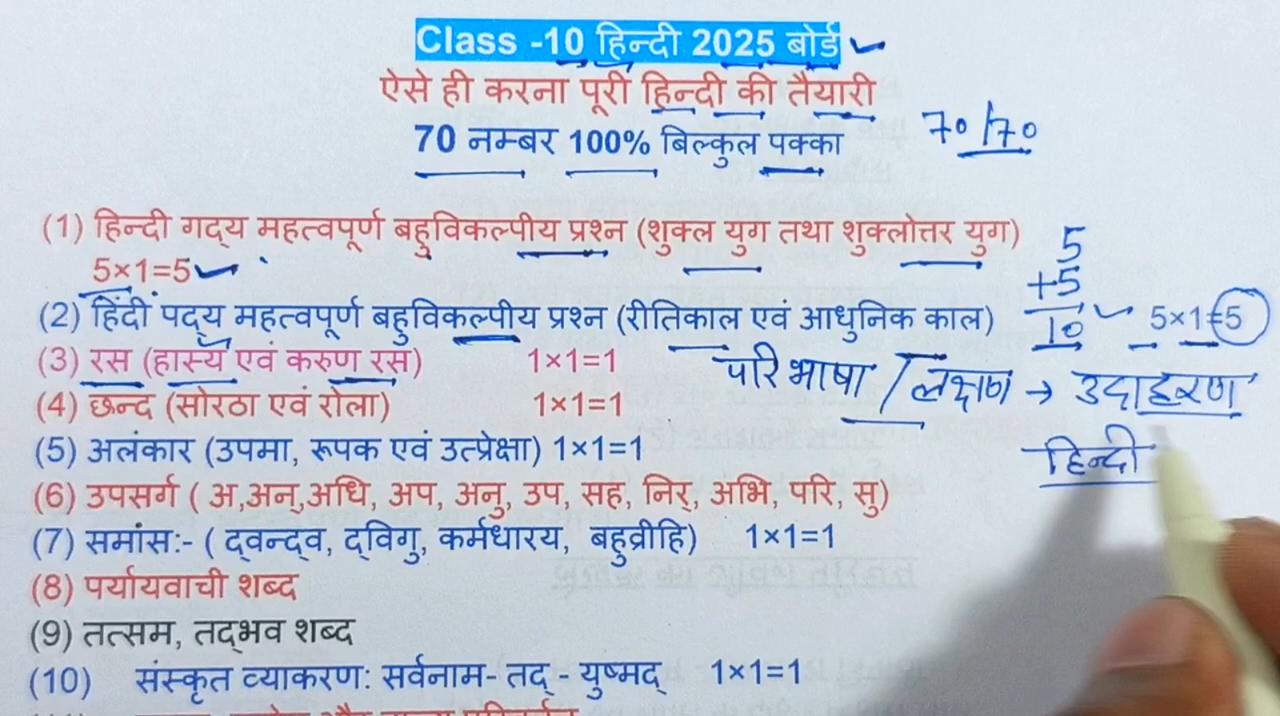 Class -10 हिन्दी 2025 बोर्ड
ऐसे ही करना पूरी हिन्दी की तैयारी
70 नम्बर 100% बिल्कुल पक्का
70/70
(1) हिन्दी गद्य महत्वपूर्ण बहुविकल्पीय प्रश्न (शुक्ल युग तथा शुक्लोत्तर युग)
5×1=5
5
+5
10
5×1=5
(2) हिंदी पद्य महत्वपूर्ण बहुविकल्पीय प्रश्न (रीतिकाल एवं आधुनिक काल)
(3) रस (हास्य एवं करुण रस) 1×1=1
परिभाषा / लक्षण → उदाहरण
(4) छन्द (सोरठा एवं रोला) 1×1=1
(5) अलंकार (उपमा, रूपक एवं उत्प्रेक्षा) 1×1=1
हिन्दी
(6) उपसर्ग ( अ,अन्,अधि, अप, अनु, उप, सह, निर्, अभि, परि, सु)
(7) समांस:- ( द्वन्द्व, द्विगु, कर्मधारय, बहुव्रीहि) 1×1=1
(8) पर्यायवाची शब्द
(9) तत्सम, तद्भव शब्द
(10) संस्कृत व्याकरण: सर्वनाम- तद् - युष्मद् 1×1=1